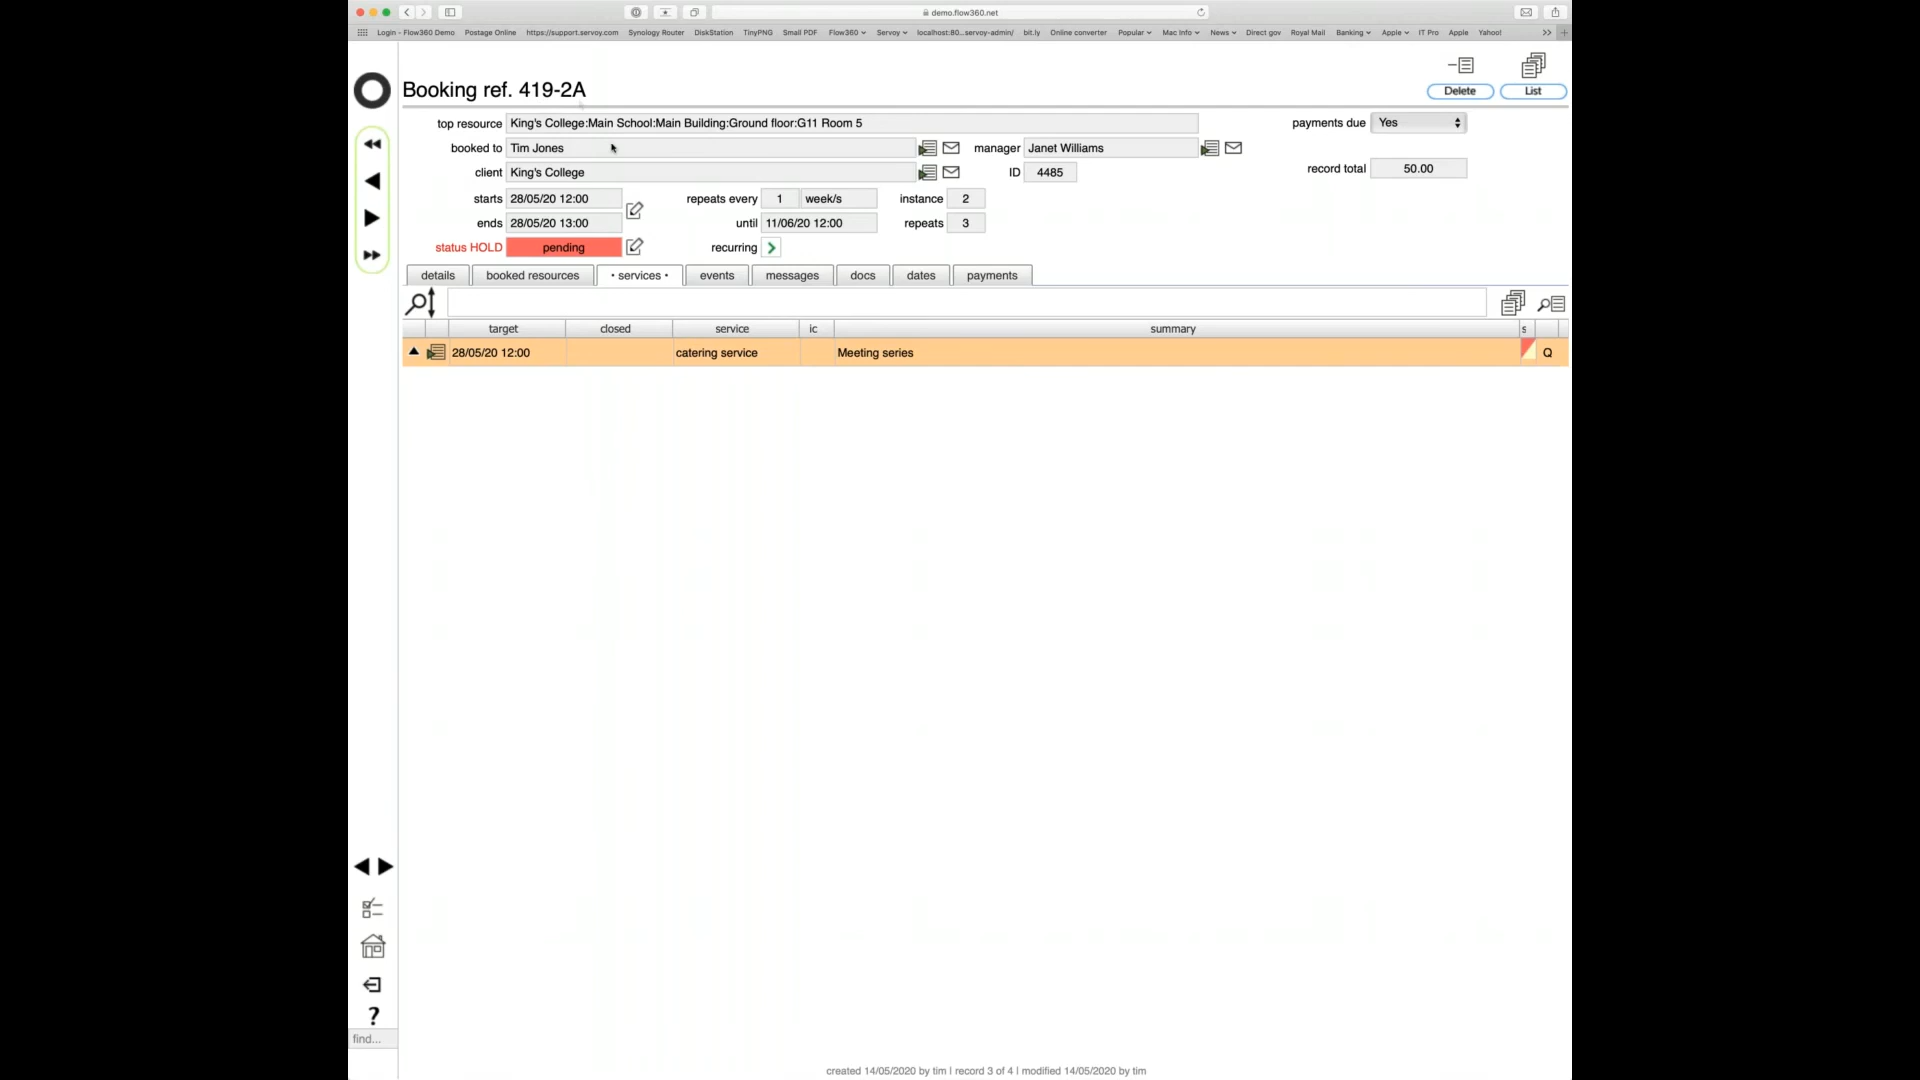 demo.flow360.net
Login - Flow360 Demo Postage Online https://support.servoy.com Synology Router DiskStation TinyPNG Small PDF Flow360 Servoy localhost:80...servoy-admin/ bit.ly Online converter Popular Mac Info News Direct gov Royal Mail Banking Apple IT Pro Apple Yahoo!
Booking ref. 419-2A
Delete List
top resource King's College:Main School:Main Building:Ground floor:G11 Room 5 payments due Yes
booked to Tim Jones manager Janet Williams
client King's College ID 4485 record total 50.00
starts 28/05/20 12:00 repeats every 1 week/s instance 2
ends 28/05/20 13:00 until 11/06/20 12:00 repeats 3
status HOLD pending recurring
details booked resources • services • events messages docs dates payments
target closed service ic summary s
28/05/20 12:00 catering service Meeting series Q
?
find...
created 14/05/2020 by tim | record 3 of 4 | modified 14/05/2020 by tim